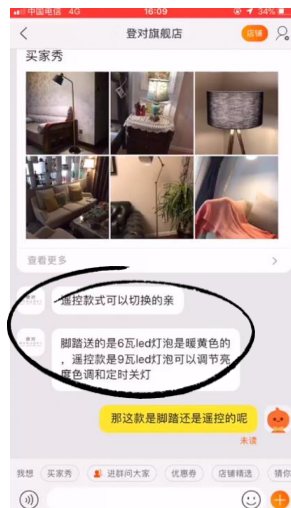 中国电信 4G 16:09 34%
登对旗舰店 店铺
买家秀
查看更多
遥控款式可以切换的亲
脚踏送的是6瓦led灯泡是暖黄色的
，遥控款是9瓦led灯泡可以调节亮
度色调和定时关灯
那这款是脚踏还是遥控的呢
未读
我想 买家秀 进群问大家 优惠券 店铺精选 猜你